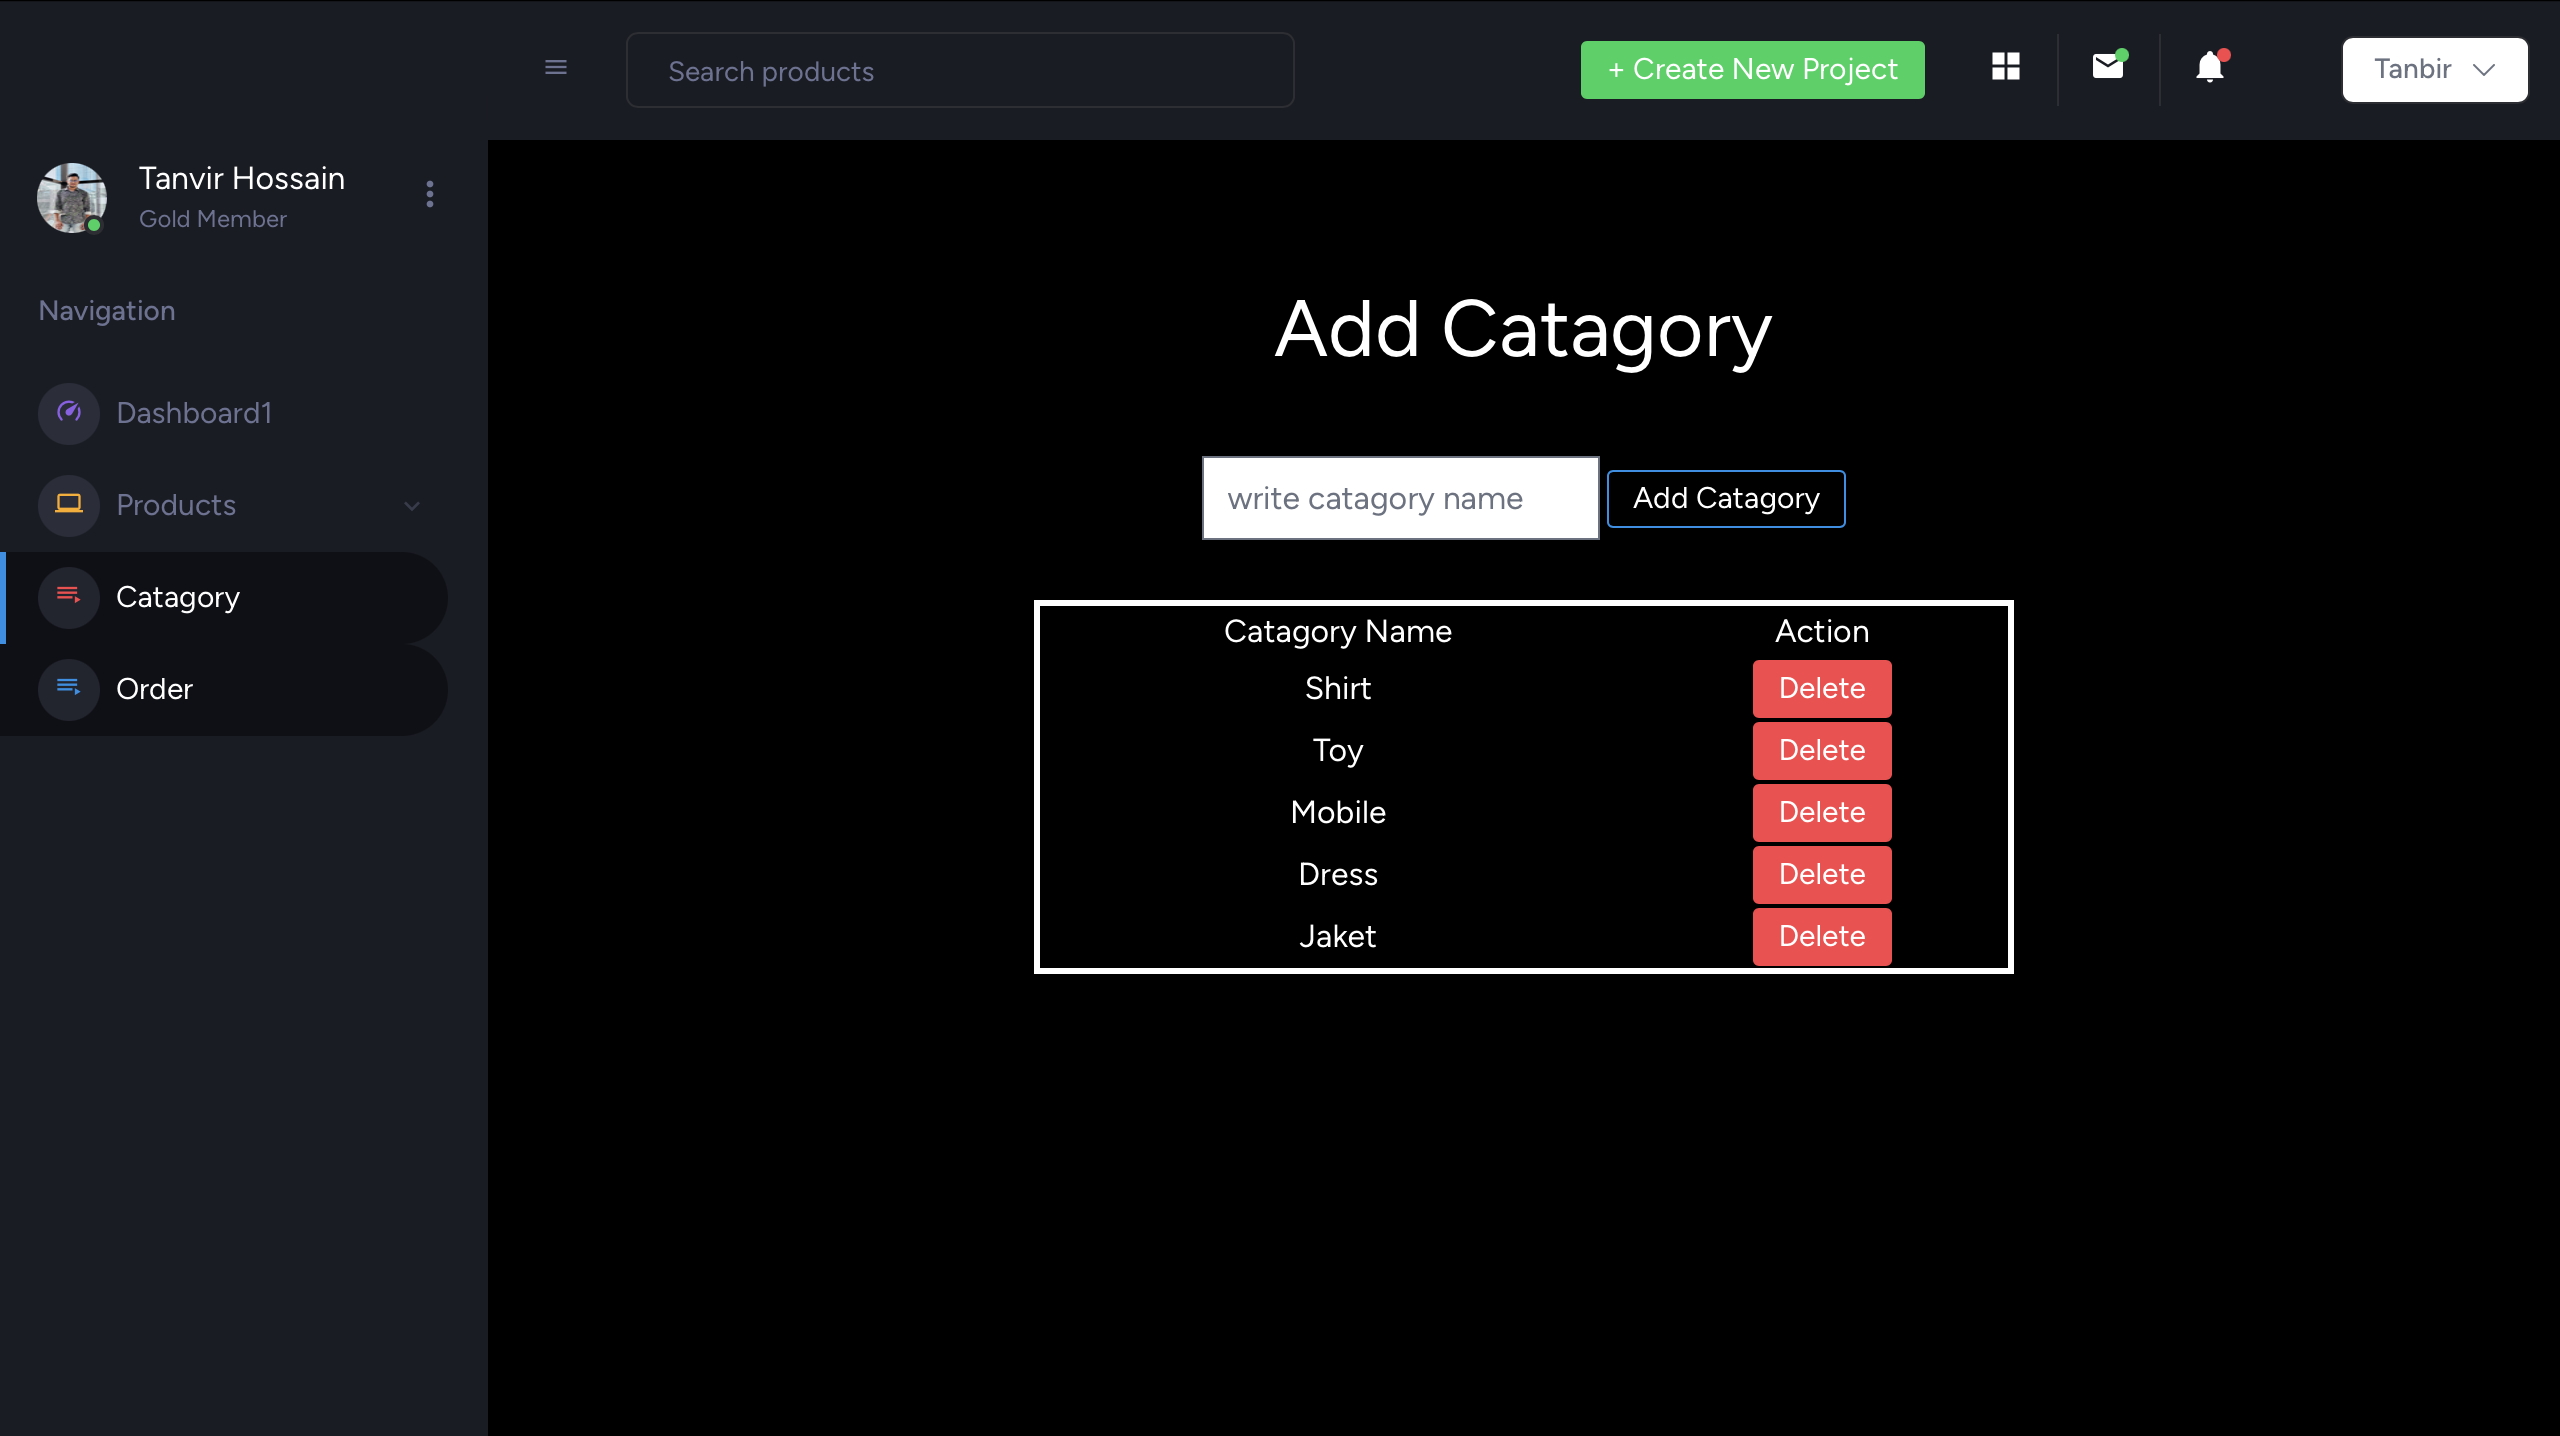 Search products
+ Create New Project
Tanbir
Tanvir Hossain
Gold Member
Navigation
Dashboard1
Products
Catagory
Order
Add Catagory
write catagory name
Add Catagory
Catagory Name Action
Shirt Delete
Toy Delete
Mobile Delete
Dress Delete
Jaket Delete